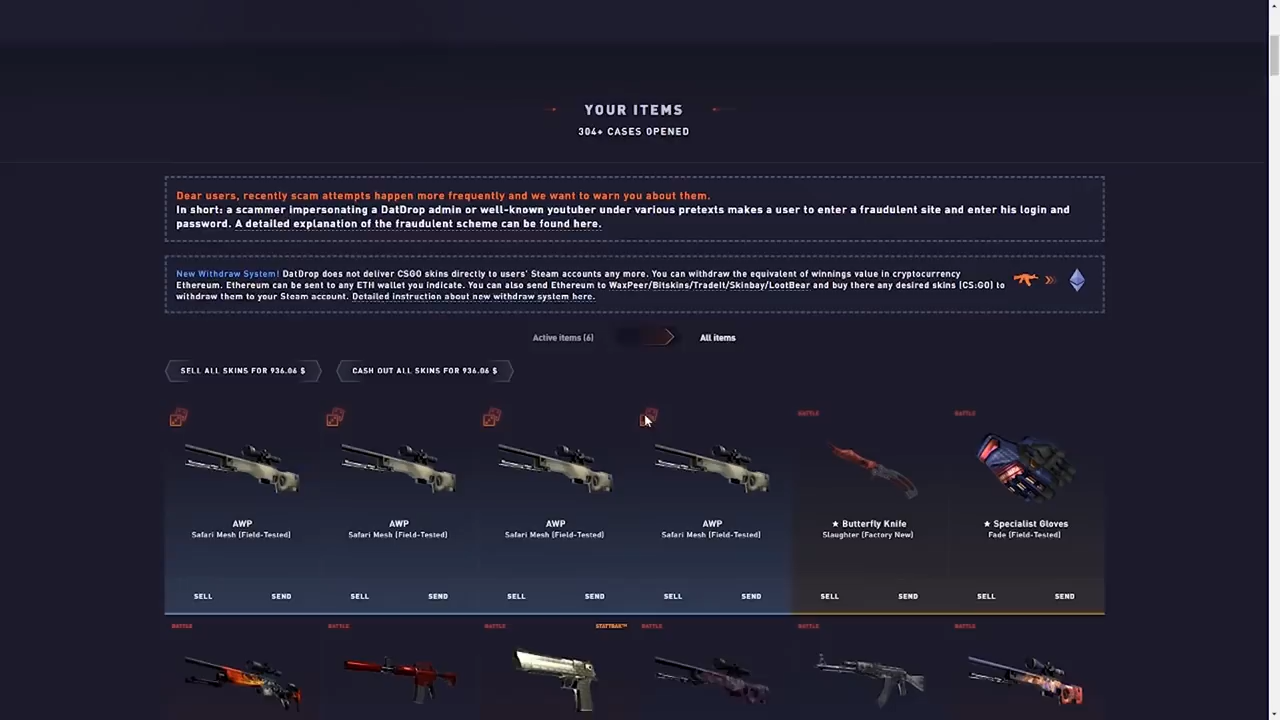 YOUR ITEMS
304+ CASES OPENED
Dear users, recently scam attempts happen more frequently and we want to warn you about them.
In short: a scammer impersonating a DatDrop admin or well-known youtuber under various pretexts makes a user to enter a fraudulent site and enter his login and
password. A detailed explanation of the fraudulent scheme can be found here.
New Withdraw System! DatDrop does not deliver CSGO skins directly to users' Steam accounts any more. You can withdraw the equivalent of winnings value in cryptocurrency
Ethereum. Ethereum can be sent to any ETH wallet you indicate. You can also send Ethereum to WaxPeer/Bitskins/TradeIt/Skinbay/LootBear and buy there any desired skins (CS:GO) to
withdraw them to your Steam account. Detailed instruction about new withdraw system here.
Active items (6) All items
SELL ALL SKINS FOR 936.06 $ CASH OUT ALL SKINS FOR 936.06 $
BATTLE BATTLE
AWP AWP AWP AWP ★ Butterfly Knife ★ Specialist Gloves
Safari Mesh (Field-Tested) Safari Mesh (Field-Tested) Safari Mesh (Field-Tested) Safari Mesh (Field-Tested) Slaughter (Factory New) Fade (Field-Tested)
SELL SEND SELL SEND SELL SEND SELL SEND SELL SEND SELL SEND
BATTLE BATTLE BATTLE STATTRAK™ BATTLE BATTLE BATTLE